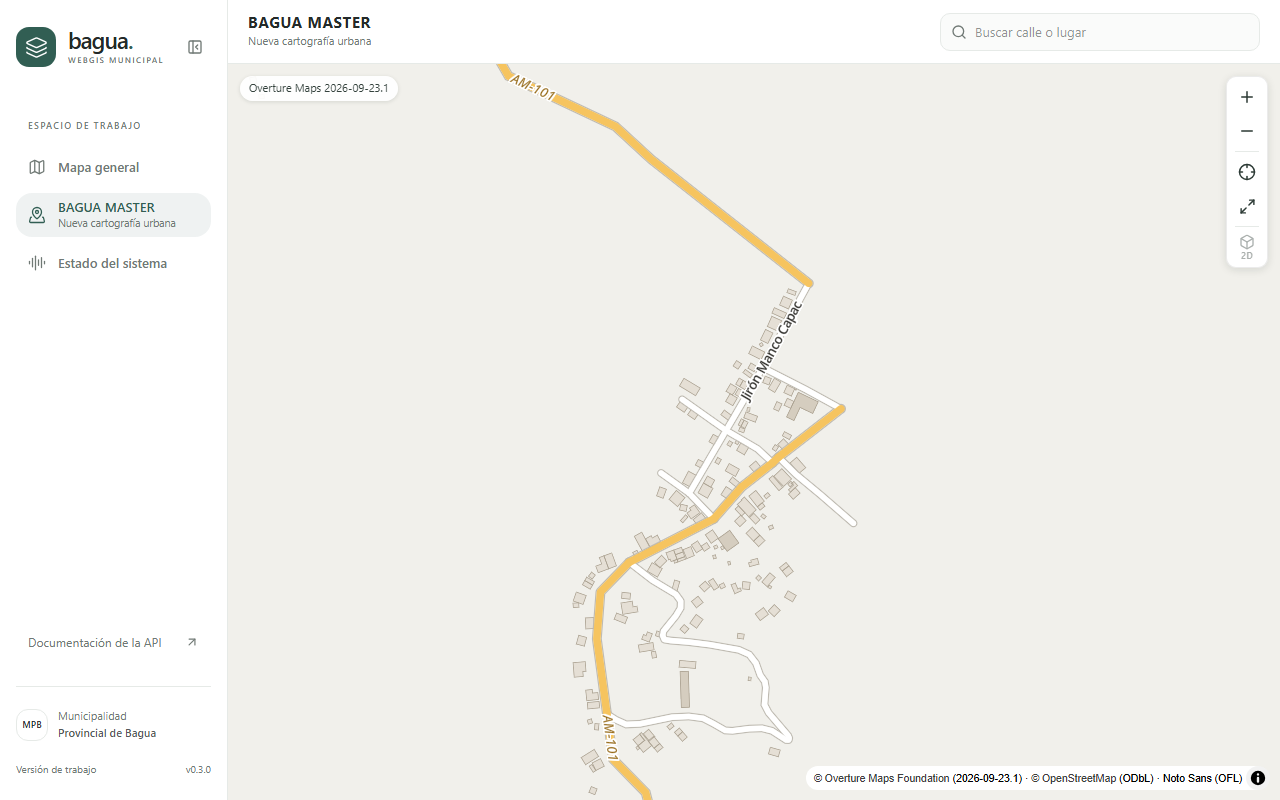 bagua.
WEBGIS MUNICIPAL
ESPACIO DE TRABAJO
Mapa general
BAGUA MASTER
Nueva cartografía urbana
Estado del sistema
Documentación de la API
MPB
Municipalidad
Provincial de Bagua
Versión de trabajo
v0.3.0
BAGUA MASTER
Nueva cartografía urbana
Buscar calle o lugar
Overture Maps 2026-09-23.1
2D
AM-101
Jirón Manco Capac
AM-101
© Overture Maps Foundation (2026-09-23.1) · © OpenStreetMap (ODbL) · Noto Sans (OFL)